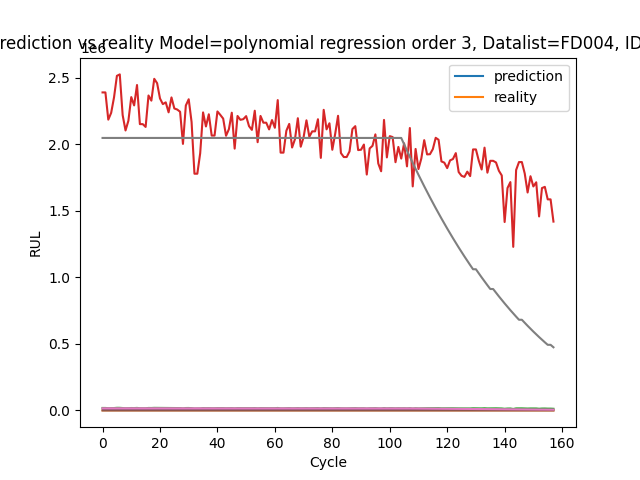 rediction vs reality Model=polynomial regression order 3, Datalist=FD004, ID
1e6
prediction
reality
2.5
2.0
1.5
1.0
0.5
0.0
RUL
0 20 40 60 80 100 120 140 160
Cycle